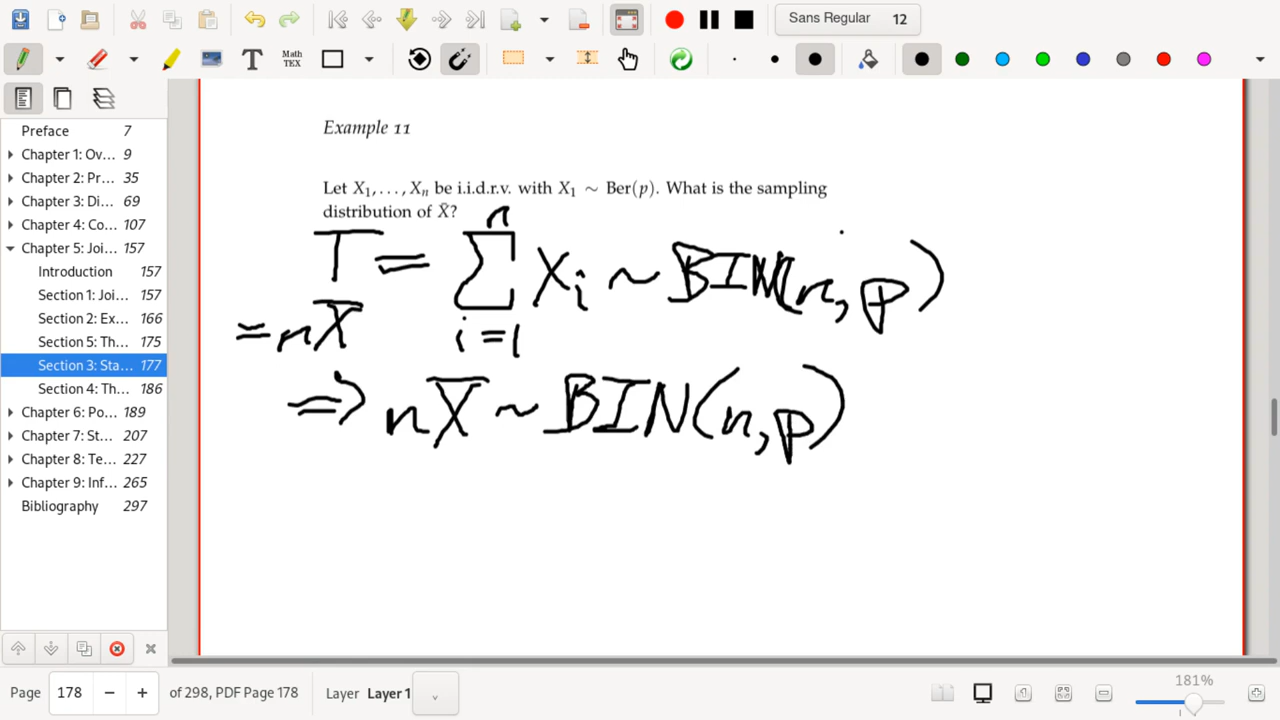 Sans Regular 12
T Math TEX
Preface 7
Chapter 1: Ov... 9
Chapter 2: Pr... 35
Chapter 3: Di... 69
Chapter 4: Co... 107
Chapter 5: Joi... 157
Introduction 157
Section 1: Joi... 157
Section 2: Ex... 166
Section 5: Th... 175
Section 3: Sta... 177
Section 4: Th... 186
Chapter 6: Po... 189
Chapter 7: St... 207
Chapter 8: Te... 227
Chapter 9: Inf... 265
Bibliography 297
Example 11
Let X₁, . . . , Xₙ be i.i.d.r.v. with X₁ ∼ Ber(p). What is the sampling
distribution of X̄?
T = ∑ⁿᵢ₌₁ Xᵢ ~ BIN(n, p)
= nX̄
⇒ nX̄ ~ BIN(n, p)
Page 178 − + of 298, PDF Page 178 Layer Layer 1 181%